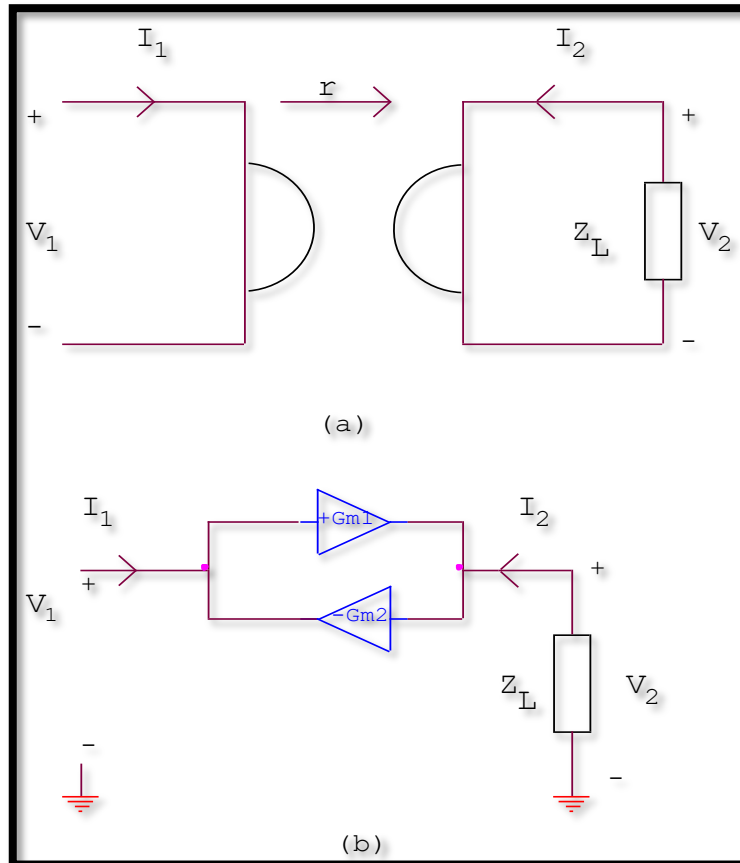 I1 I2
r
+ +
V1 ZL V2
- -
(a)
+Gm1
I1 I2
+ +
-Gm2
V1
ZL V2
- -
(b)